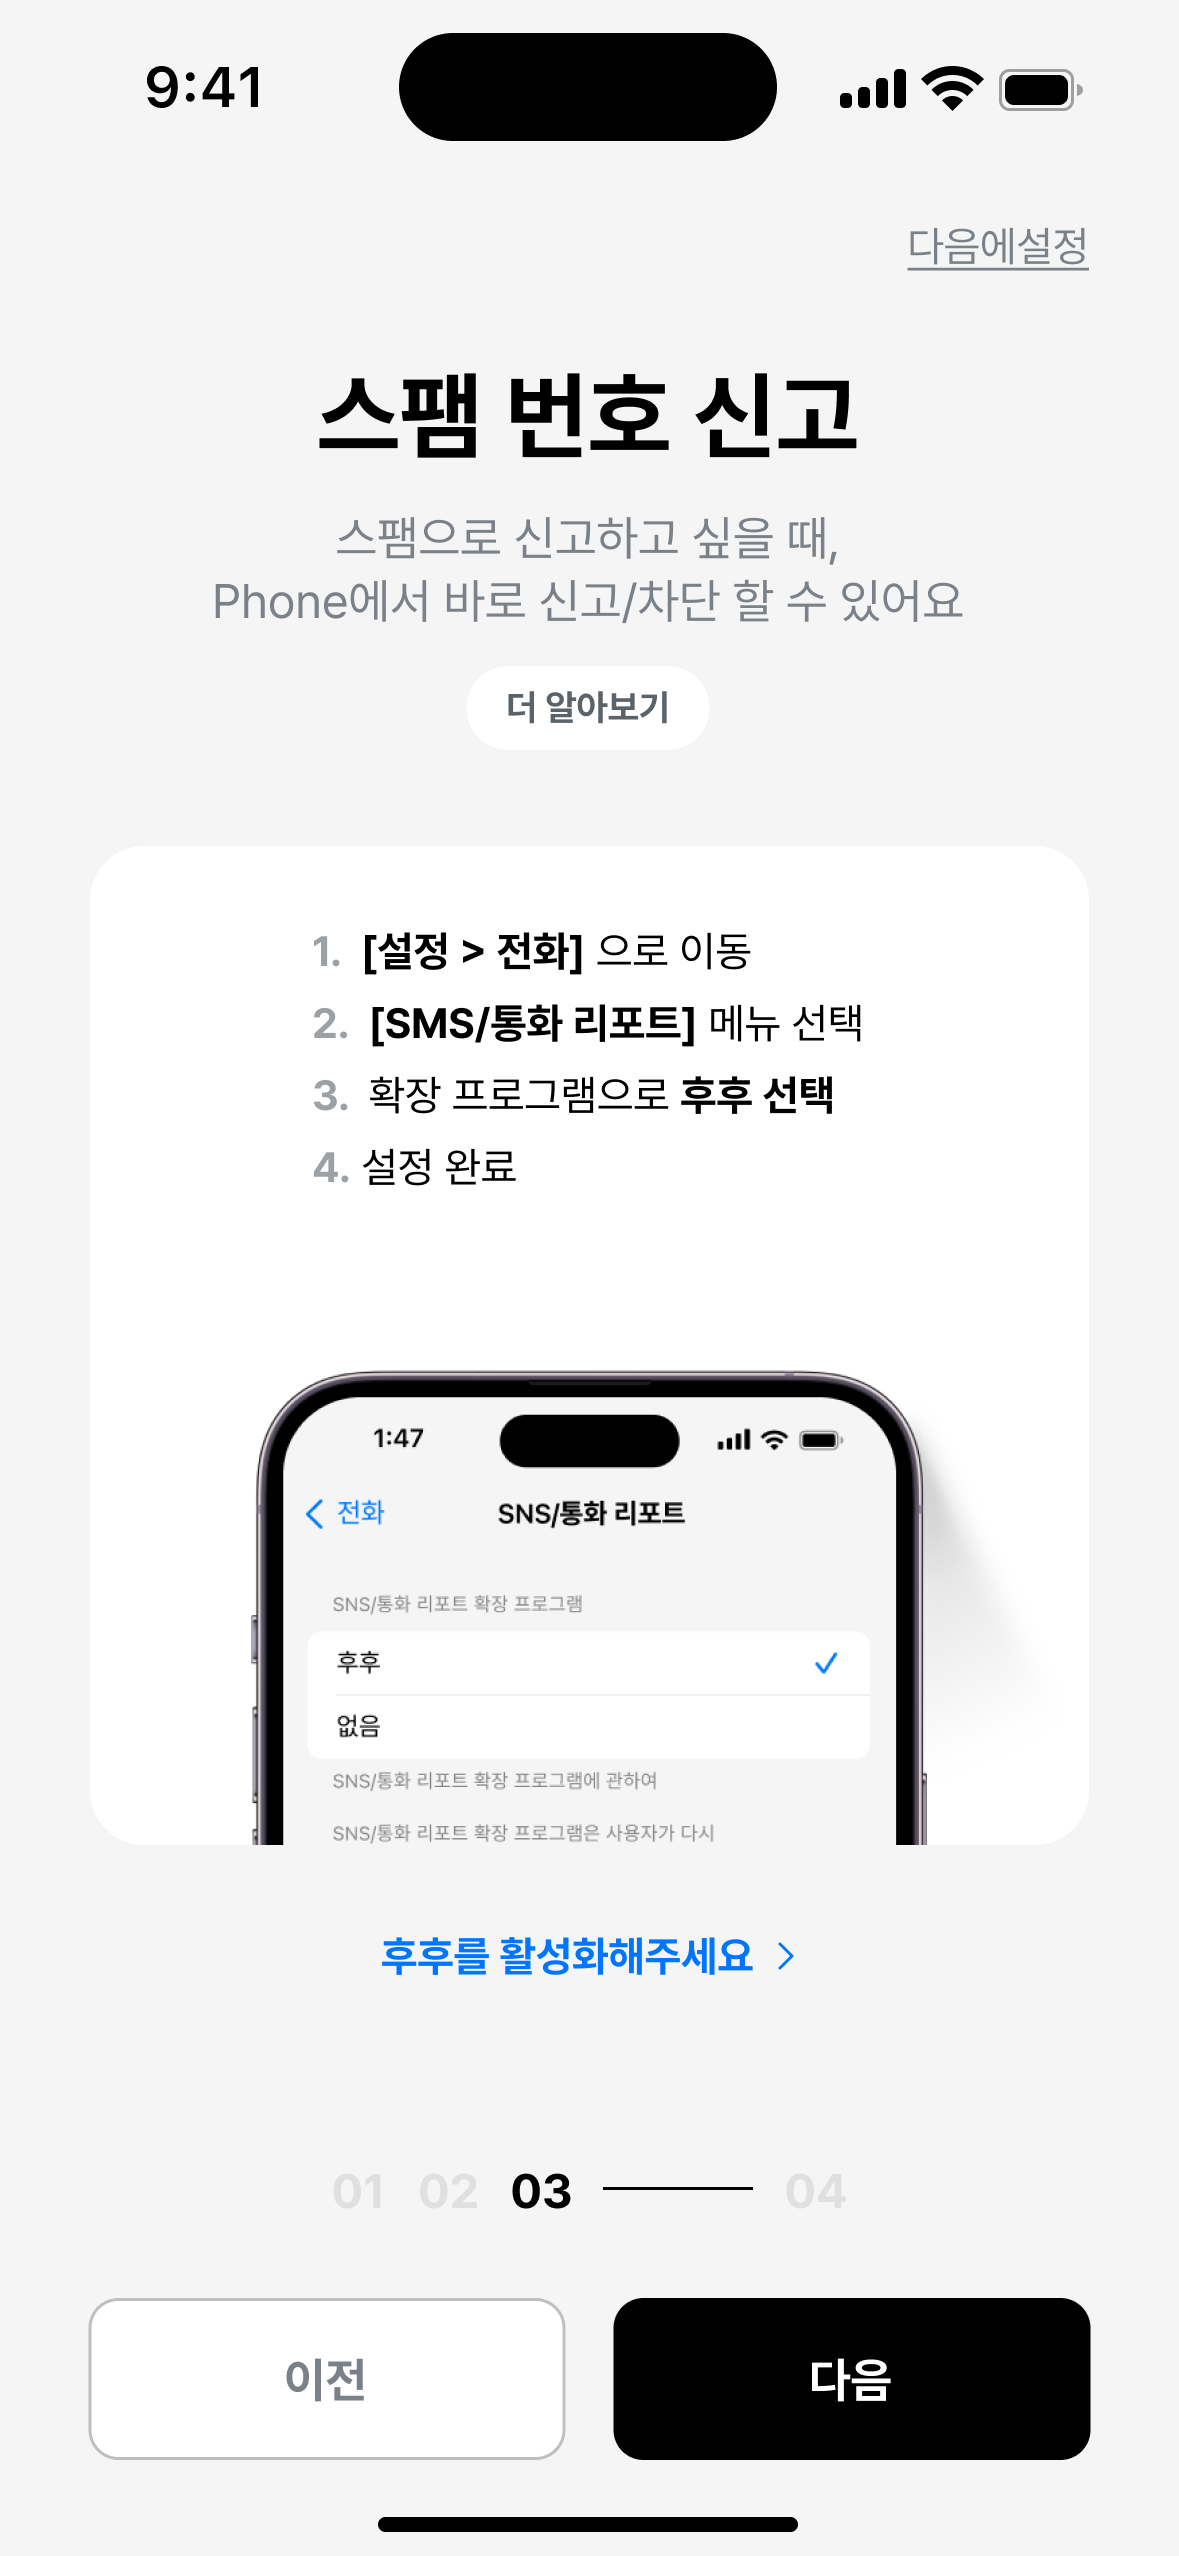 9:41
다음에설정
스팸 번호 신고
스팸으로 신고하고 싶을 때,
Phone에서 바로 신고/차단 할 수 있어요
더 알아보기
1. [설정 > 전화] 으로 이동
2. [SMS/통화 리포트] 메뉴 선택
3. 확장 프로그램으로 후후 선택
4. 설정 완료
1:47
전화 SNS/통화 리포트
SNS/통화 리포트 확장 프로그램
후후
없음
SNS/통화 리포트 확장 프로그램에 관하여
SNS/통화 리포트 확장 프로그램은 사용자가 다시
후후를 활성화해주세요 >
01 02 03 04
이전 다음